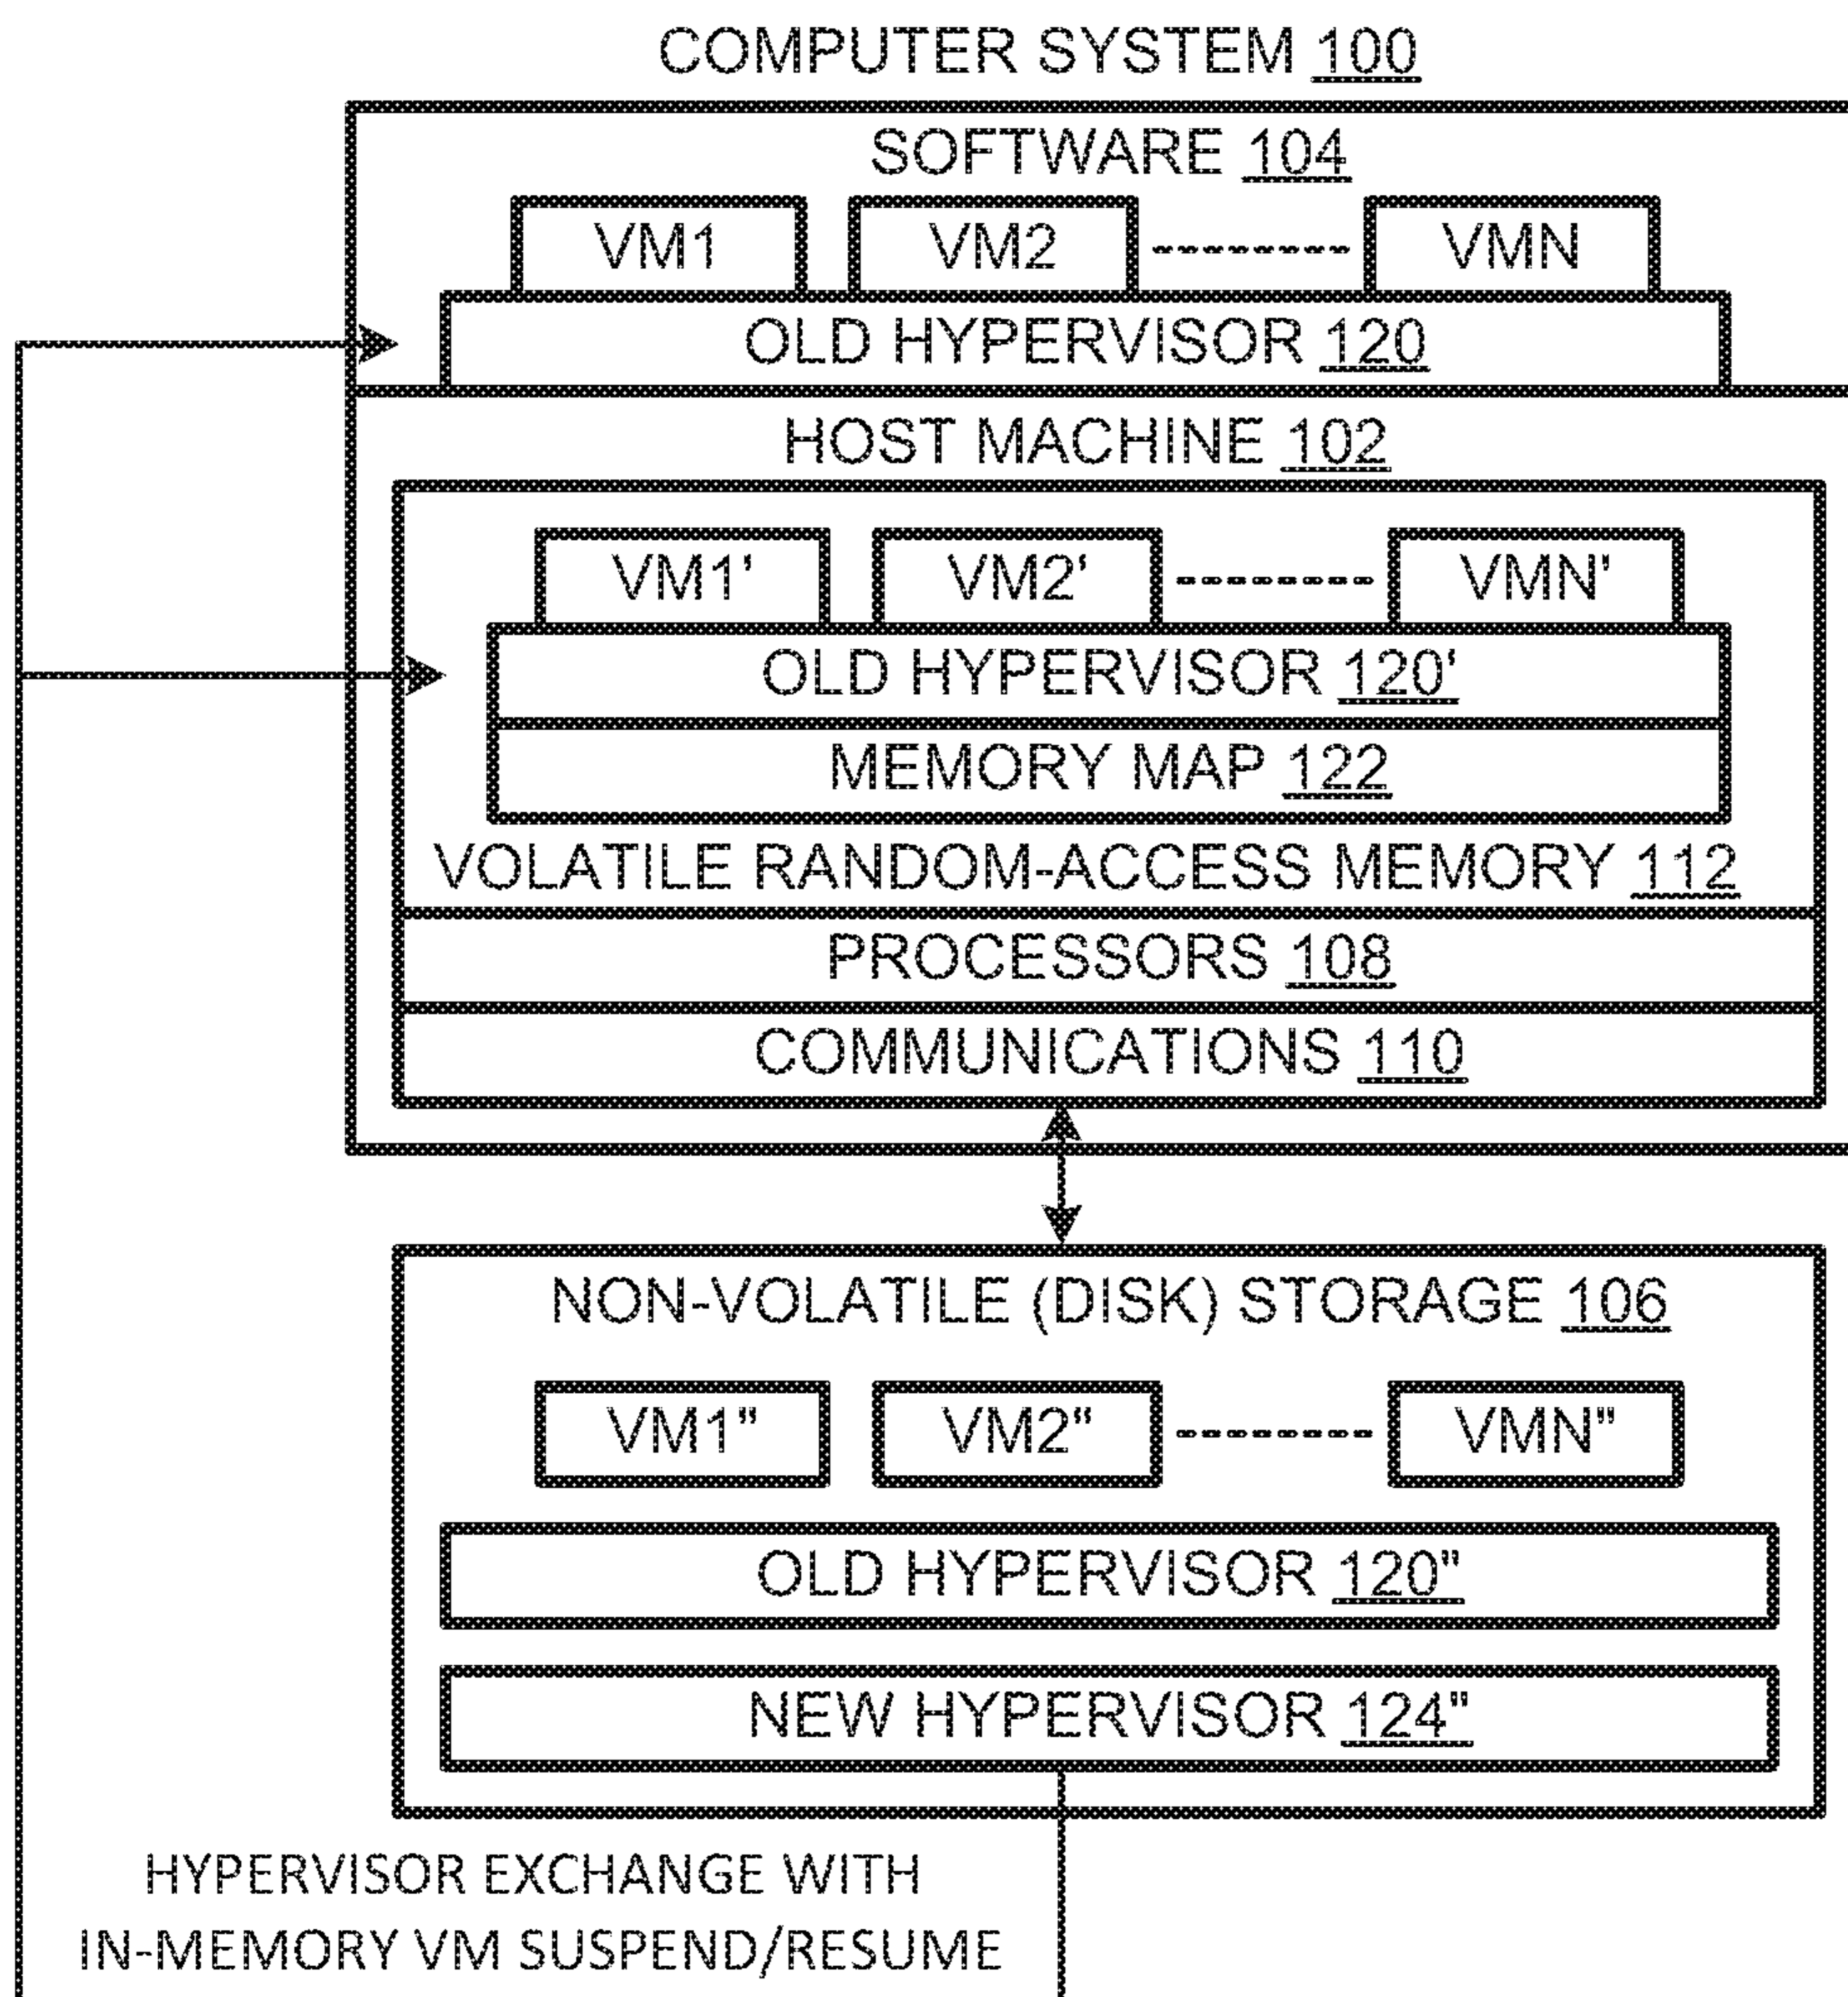 COMPUTER SYSTEM 100
SOFTWARE 104
VM1 VM2 VMN
OLD HYPERVISOR 120
HOST MACHINE 102
VM1' VM2' VMN'
OLD HYPERVISOR 120'
MEMORY MAP 122
VOLATILE RANDOM-ACCESS MEMORY 112
PROCESSORS 108
COMMUNICATIONS 110
NON-VOLATILE (DISK) STORAGE 106
VM1" VM2" VMN"
OLD HYPERVISOR 120"
NEW HYPERVISOR 124"
HYPERVISOR EXCHANGE WITH
IN-MEMORY VM SUSPEND/RESUME